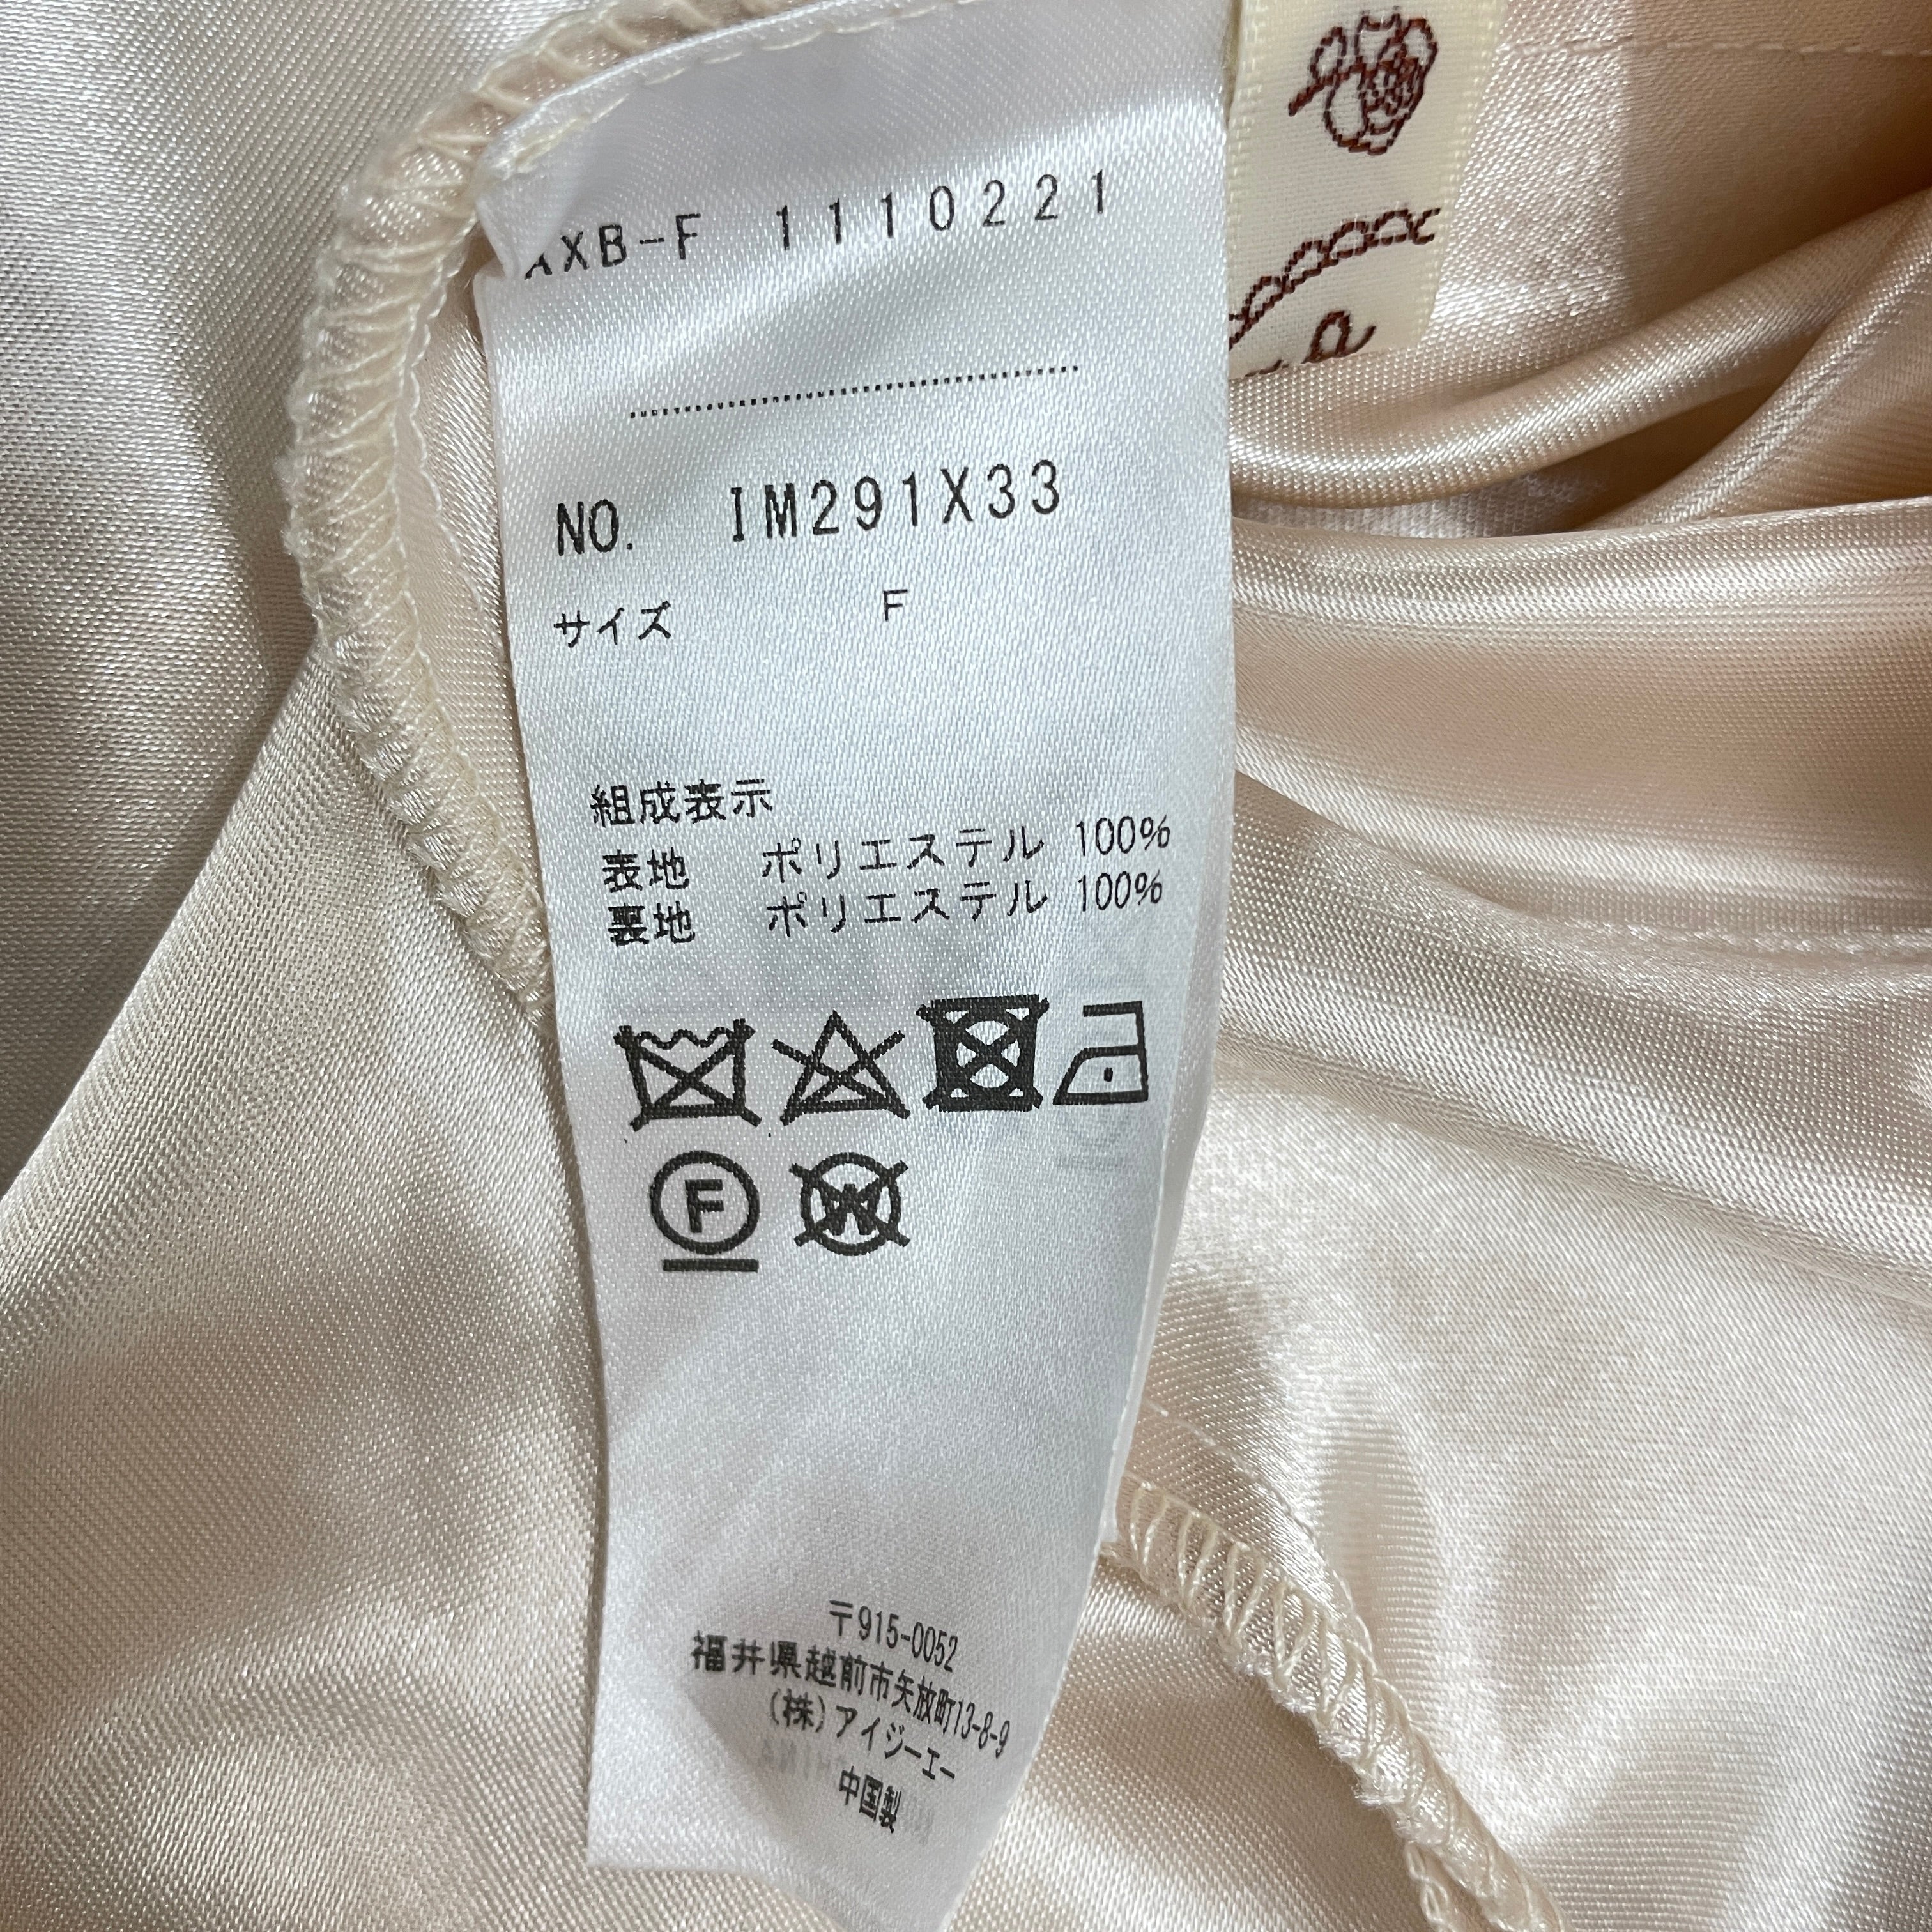 AXB-F 1110221
NO. IM291X33
サイズ F
組成表示
表地 ポリエステル 100%
裏地 ポリエステル 100%
F
W
〒915-0052
福井県越前市矢放町13-8-9
(株)アイジーエー
中国製